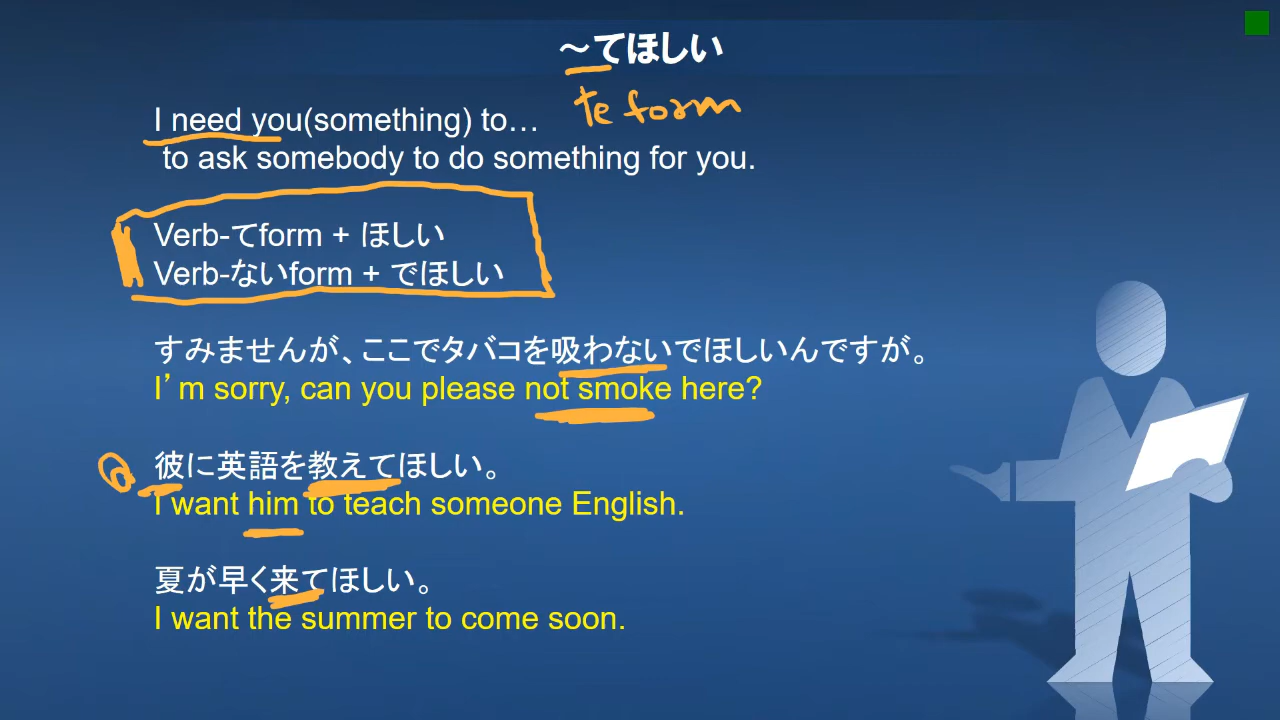 ～てほしい
te form
I need you(something) to…
to ask somebody to do something for you.
Verb-てform + ほしい
Verb-ないform + でほしい
すみませんが、ここでタバコを吸わないでほしいんですが。
I’m sorry, can you please not smoke here?
彼に英語を教えてほしい。
I want him to teach someone English.
夏が早く来てほしい。
I want the summer to come soon.